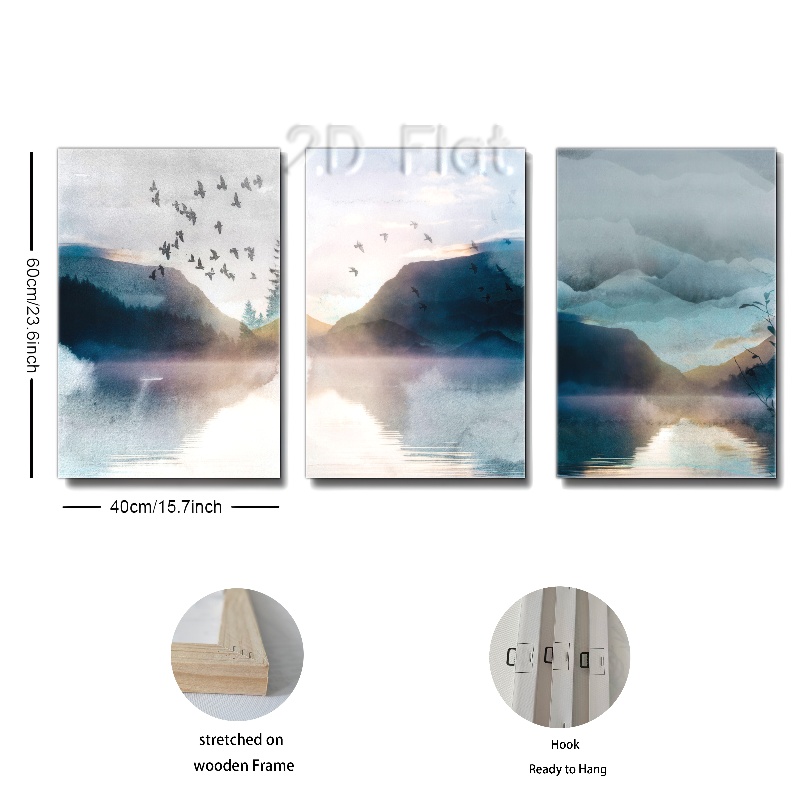 2D Flat
60cm/23.6inch
40cm/15.7inch
stretched on
wooden Frame
Hook
Ready to Hang